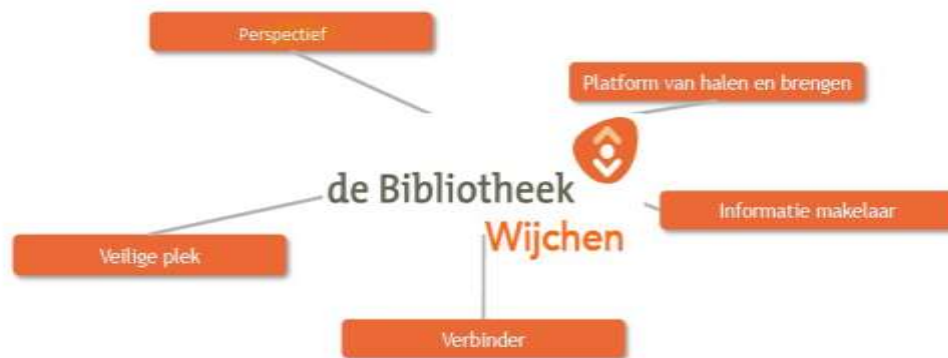 Perspectief
Platform van halen en brengen
de Bibliotheek
Wijchen
Informatie makelaar
Veilige plek
Verbinder